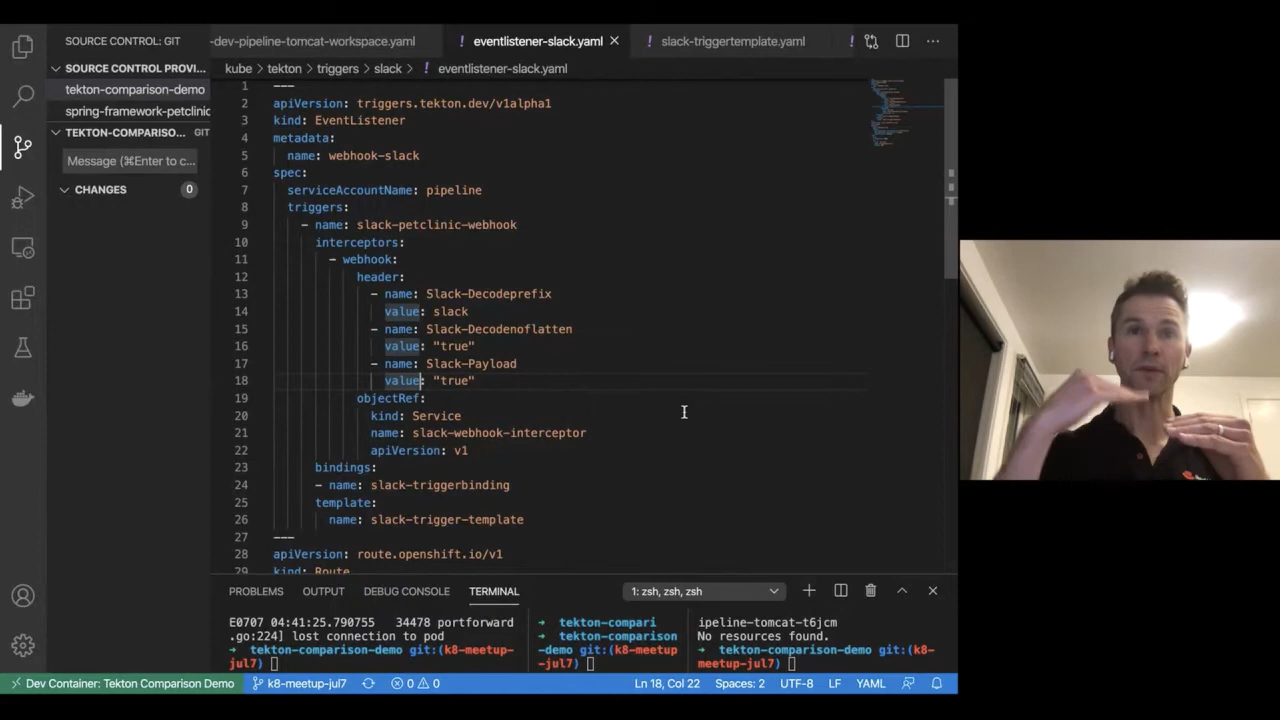 SOURCE CONTROL: GIT
SOURCE CONTROL PROVI...
tekton-comparison-demo
spring-framework-petclinic
TEKTON-COMPARISO... GIT
Message (⌘Enter to c...
CHANGES 0
-dev-pipeline-tomcat-workspace.yaml
! eventlistener-slack.yaml
! slack-triggertemplate.yaml
!
kube > tekton > triggers > slack > ! eventlistener-slack.yaml
1 ---
2 apiVersion: triggers.tekton.dev/v1alpha1
3 kind: EventListener
4 metadata:
5 name: webhook-slack
6 spec:
7 serviceAccountName: pipeline
8 triggers:
9 - name: slack-petclinic-webhook
10 interceptors:
11 - webhook:
12 header:
13 - name: Slack-Decodeprefix
14 value: slack
15 - name: Slack-Decodenoflatten
16 value: "true"
17 - name: Slack-Payload
18 value: "true"
19 objectRef:
20 kind: Service
21 name: slack-webhook-interceptor
22 apiVersion: v1
23 bindings:
24 - name: slack-triggerbinding
25 template:
26 name: slack-trigger-template
27 ---
28 apiVersion: route.openshift.io/v1
29 kind: Route
PROBLEMS OUTPUT DEBUG CONSOLE TERMINAL
1: zsh, zsh, zsh
E0707 04:41:25.790755 34478 portforward
.go:224] lost connection to pod
➜ tekton-comparison-demo git:(k8-meetup-
jul7)
➜ tekton-compari
➜ tekton-comparison
-demo git:(k8-meetup
-jul7)
ipeline-tomcat-t6jcm
No resources found.
➜ tekton-comparison-demo git:(k8-
meetup-jul7)
Dev Container: Tekton Comparison Demo
k8-meetup-jul7
0 0
Ln 18, Col 22
Spaces: 2
UTF-8
LF
YAML